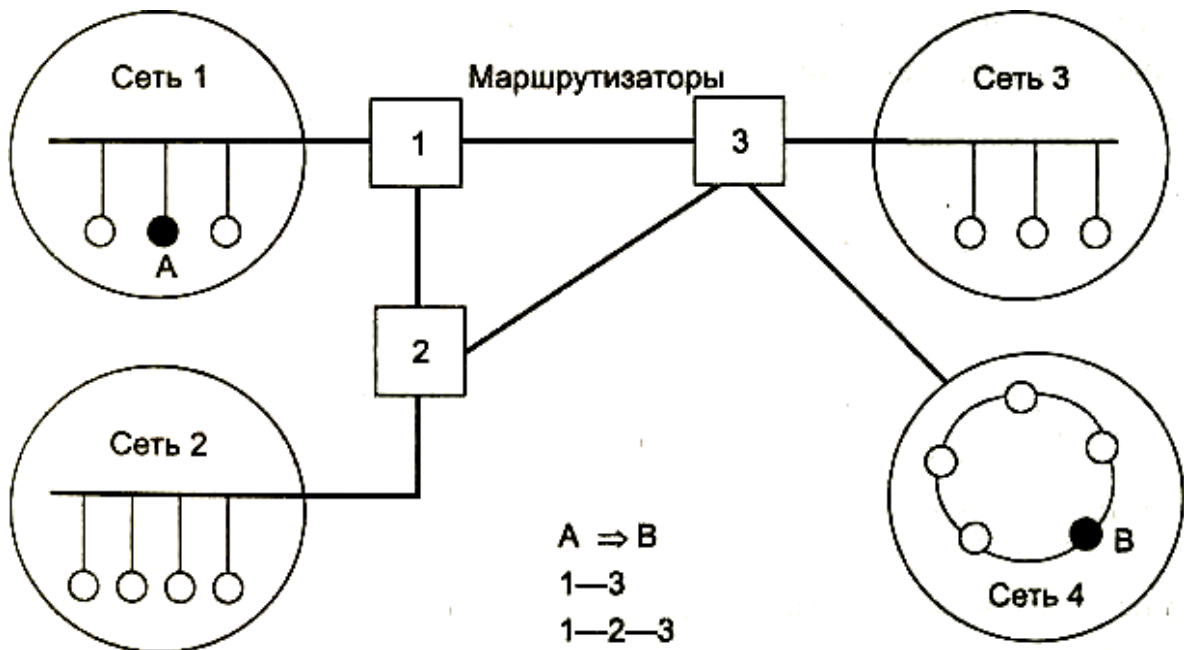 Сеть 1
Маршрутизаторы
Сеть 3
1
3
A
2
Сеть 2
A ⇒ B
1—3
1—2—3
B
Сеть 4